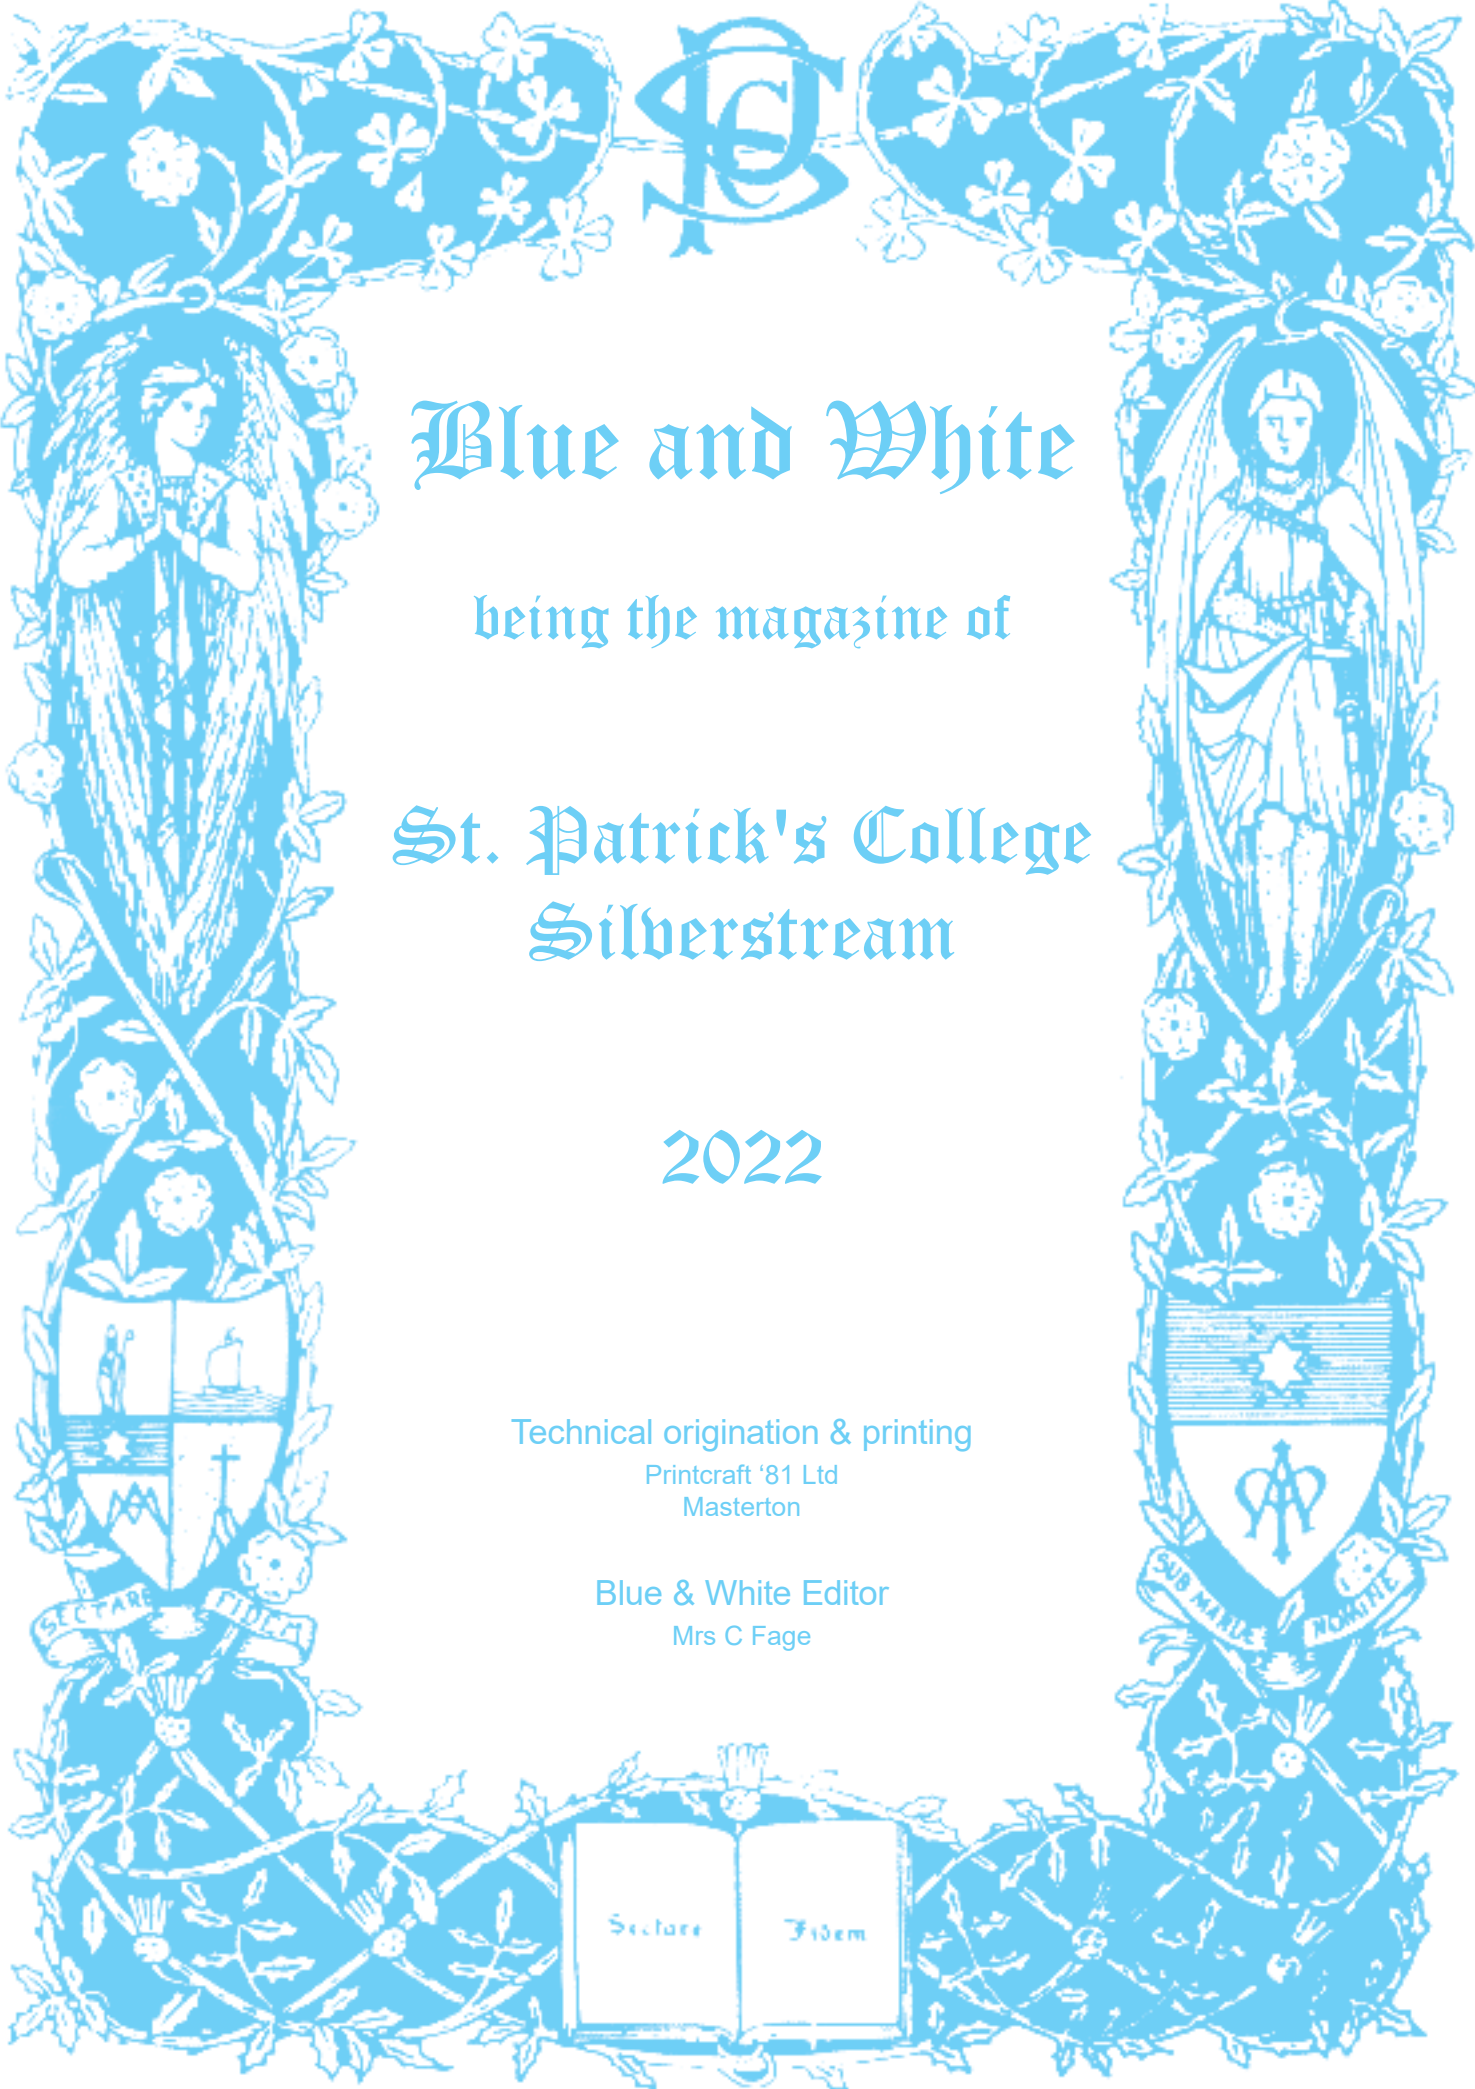 Blue and White
being the magazine of
St. Patrick's College
Silverstream
2022
Technical origination & printing
Printcraft ‘81 Ltd
Masterton
Blue & White Editor
Mrs C Fage
SECTARE FIDEM
SUB MARIÆ NOMINE
Sectare Fidem